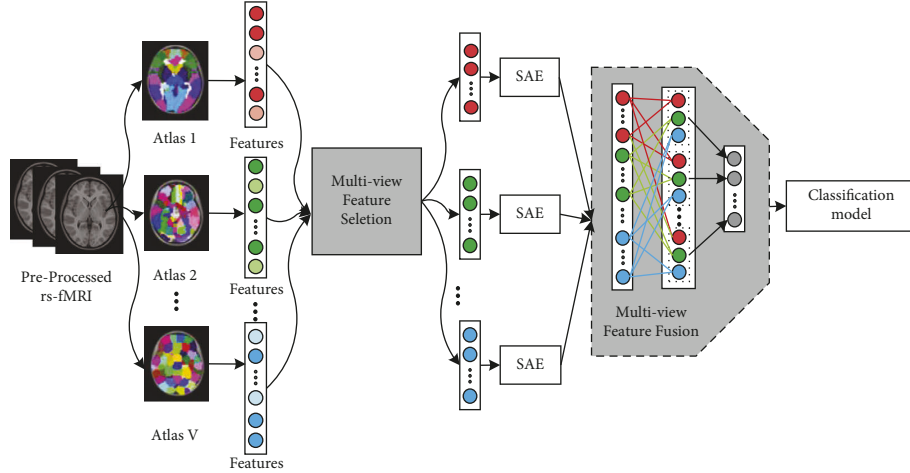 Pre-Processed
rs-fMRI
Atlas 1
Atlas 2
Atlas V
Features
Features
Features
Multi-view
Feature
Seletion
SAE
SAE
SAE
Multi-view
Feature Fusion
Classification
model